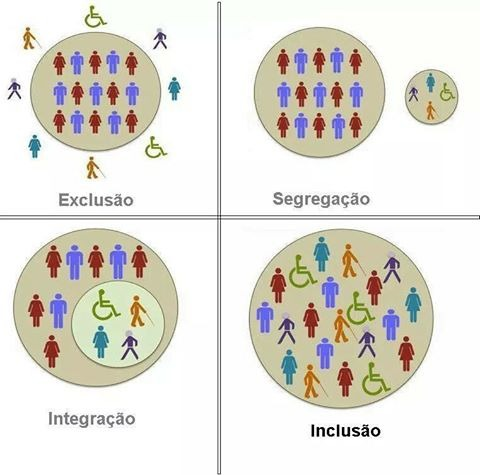 Exclusão
Segregação
Integração
Inclusão